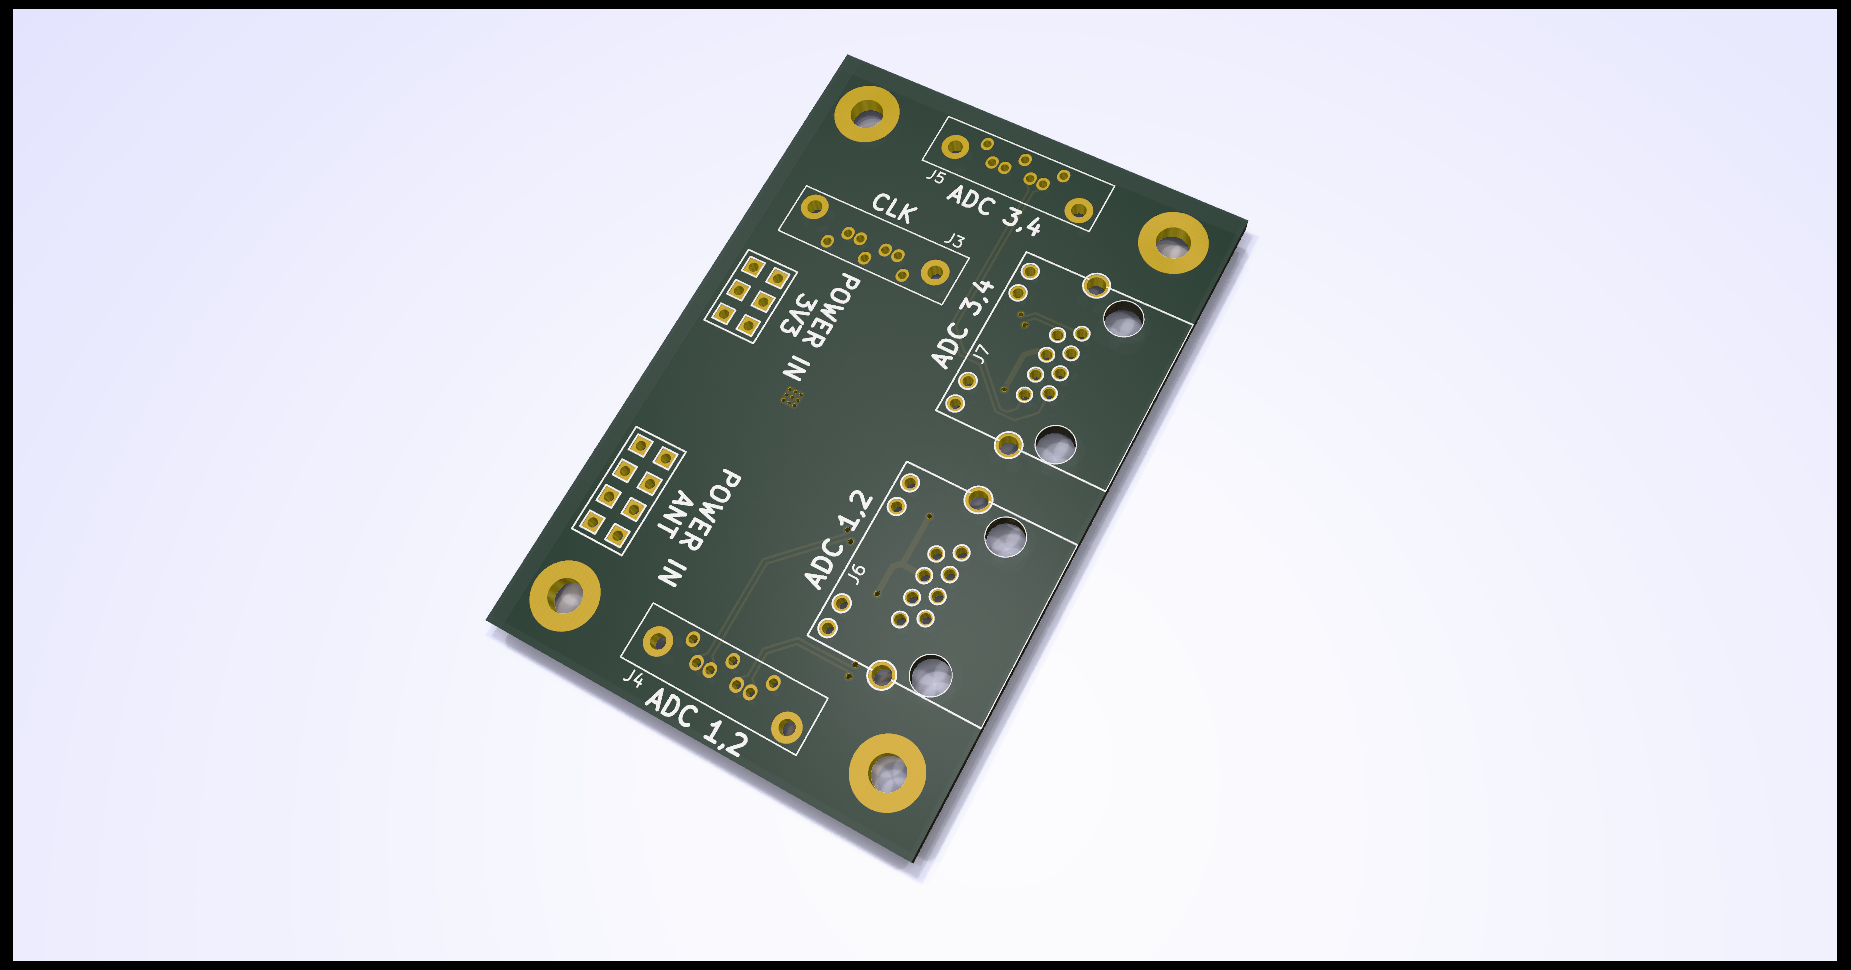 J5
ADC 3,4
CLK
J3
POWER IN
3V3
ADC 3,4
J7
POWER IN
ANT
ADC 1,2
J6
J4
ADC 1,2